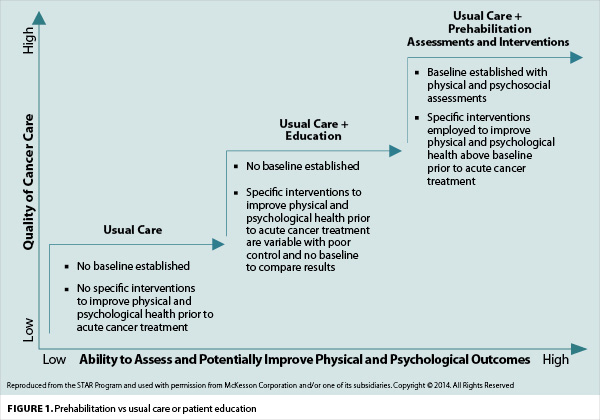 High
Quality of Cancer Care
Low
Usual Care
▪ No baseline established
▪ No specific interventions
to improve physical and
psychological health prior to
acute cancer treatment
Usual Care +
Education
▪ No baseline established
▪ Specific interventions to
improve physical and
psychological health prior
to acute cancer treatment
are variable with poor
control and no baseline
to compare results
Usual Care +
Prehabilitation
Assessments and Interventions
▪ Baseline established with
physical and psychosocial
assessments
▪ Specific interventions
employed to improve
physical and psychological
health above baseline
prior to acute cancer
treatment
Low Ability to Assess and Potentially Improve Physical and Psychological Outcomes High
Reproduced from the STAR Program and used with permission from McKesson Corporation and/or one of its subsidiaries. Copyright © 2014. All Rights Reserved
FIGURE 1. Prehabilitation vs usual care or patient education